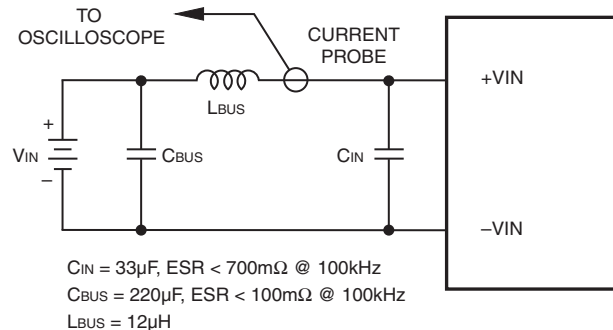 TO
OSCILLOSCOPE
CURRENT
PROBE
+VIN
LBUS
+
VIN
–
CBUS
CIN
–VIN
CIN = 33µF, ESR < 700mΩ @ 100kHz
CBUS = 220µF, ESR < 100mΩ @ 100kHz
LBUS = 12µH